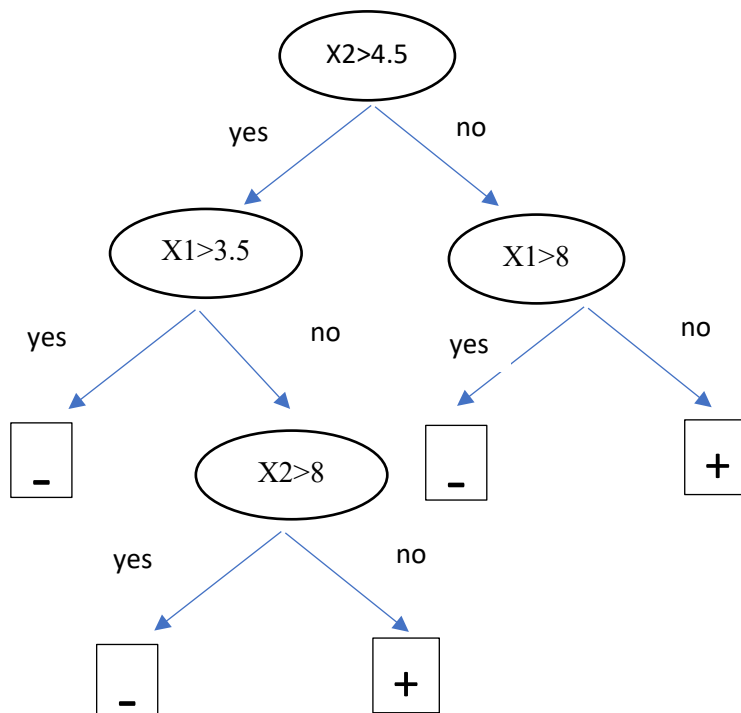 X2>4.5
yes
no
X1>3.5
X1>8
yes
no
yes
no
-
X2>8
-
+
yes
no
-
+